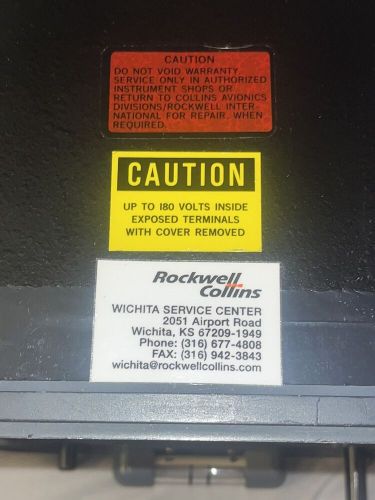 CAUTION
DO NOT VOID WARRANTY.
SERVICE ONLY IN AUTHORIZED
INSTRUMENT SHOPS OR
RETURN TO COLLINS AVIONICS
DIVISIONS/ROCKWELL INTER-
NATIONAL FOR REPAIR. WHEN
REQUIRED.
CAUTION
UP TO 180 VOLTS INSIDE
EXPOSED TERMINALS
WITH COVER REMOVED
Rockwell
Collins
WICHITA SERVICE CENTER
2051 Airport Road
Wichita, KS 67209-1949
Phone: (316) 677-4808
FAX: (316) 942-3843
wichita@rockwellcollins.com